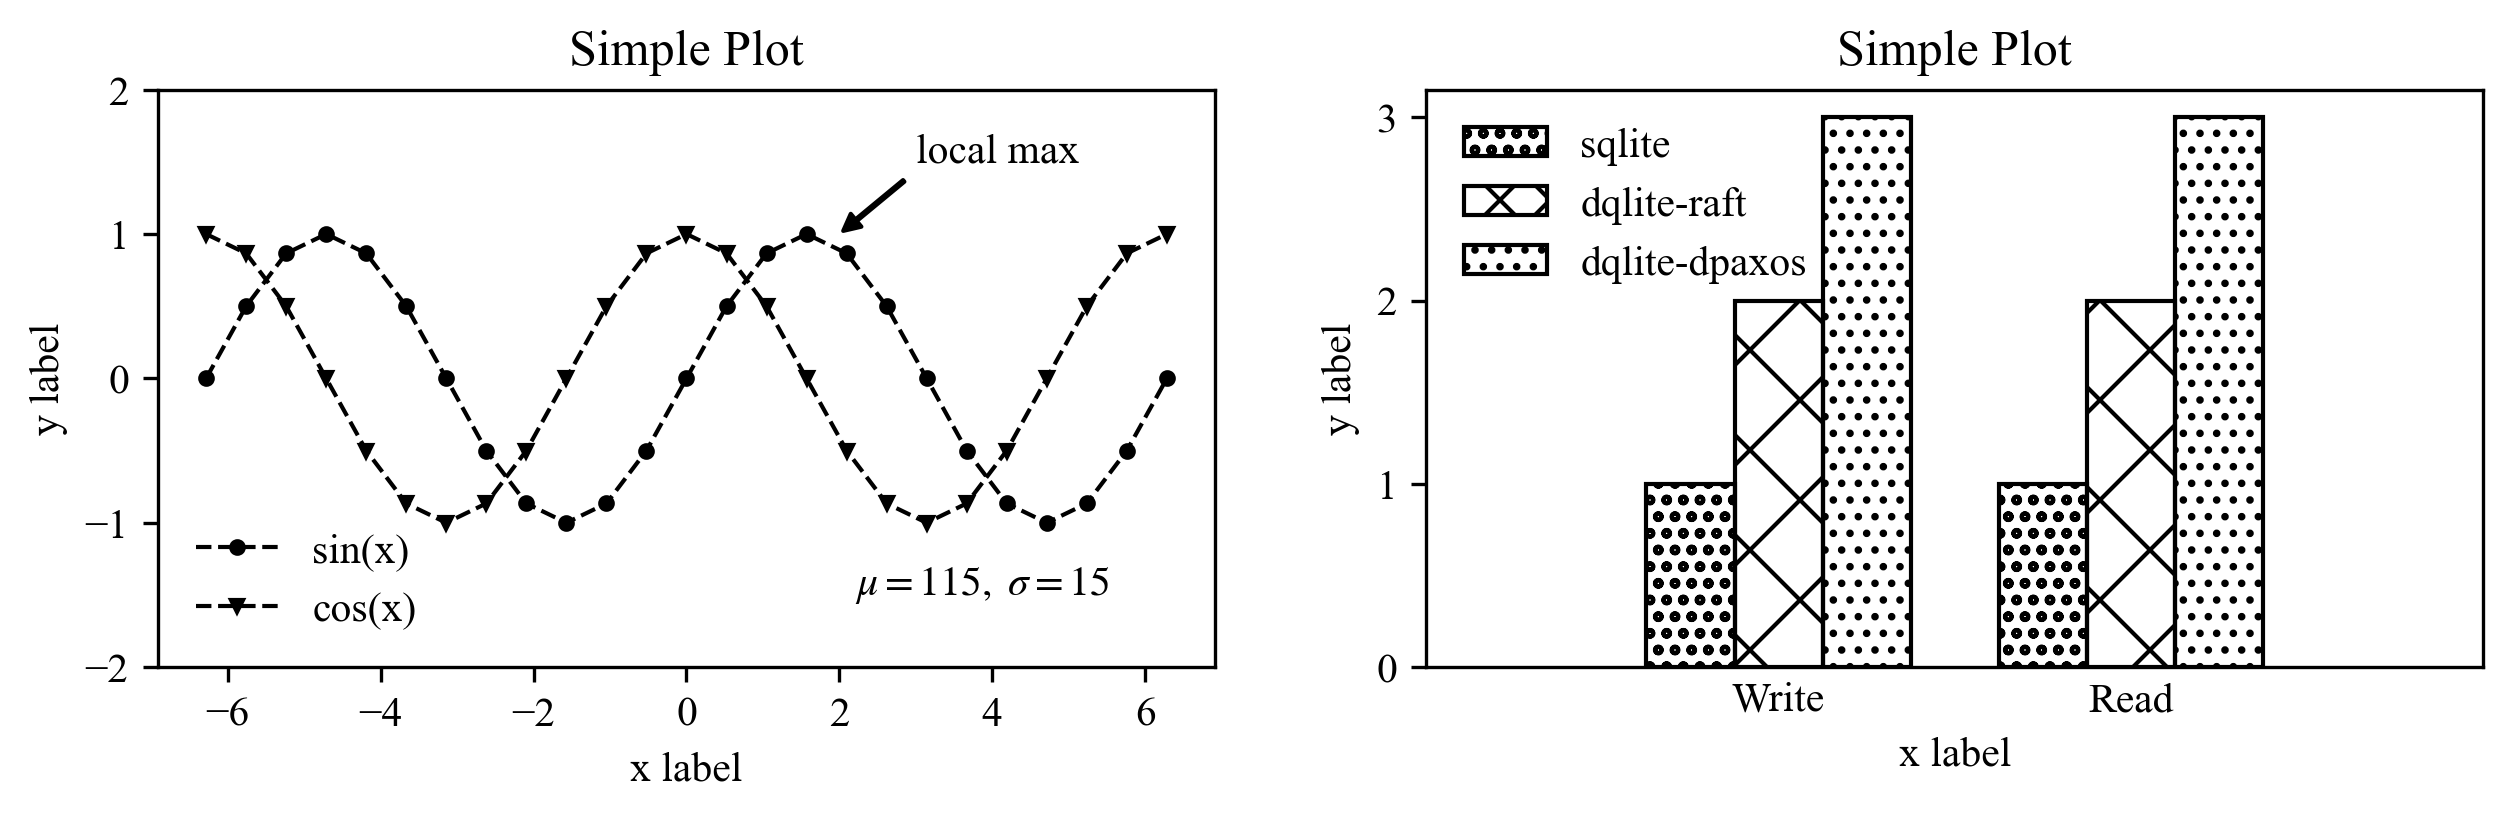 Simple Plot
2
1
0
−1
−2
y label
local max
sin(x)
cos(x)
μ = 115, σ = 15
−6 −4 −2 0 2 4 6
x label
Simple Plot
3
2
1
0
y label
sqlite
dqlite-raft
dqlite-dpaxos
Write Read
x label